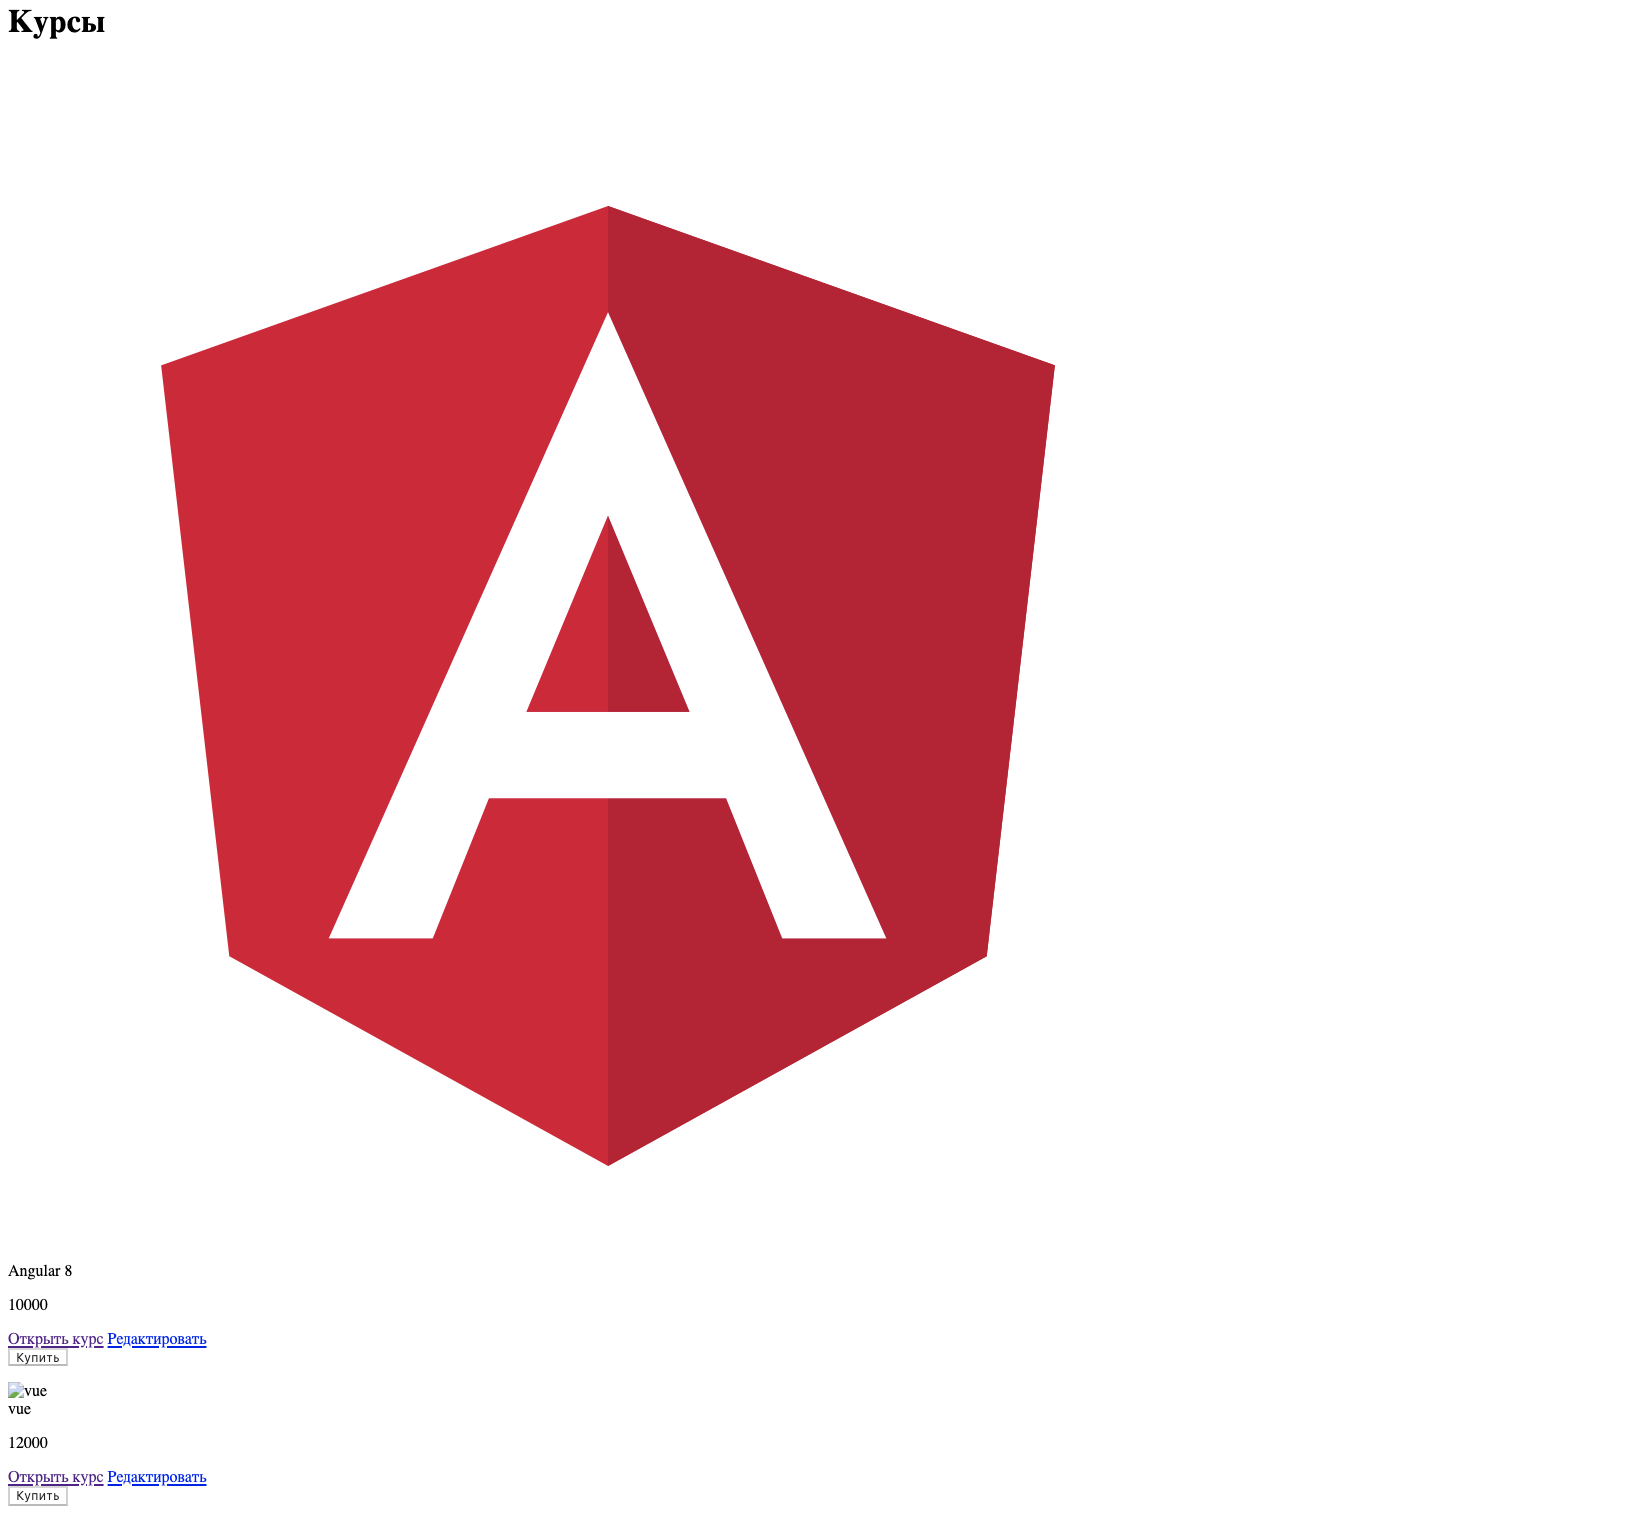 Курсы
A
Angular 8
10000
Открыть курс Редактировать
Купить
vue
vue
12000
Открыть курс Редактировать
Купить